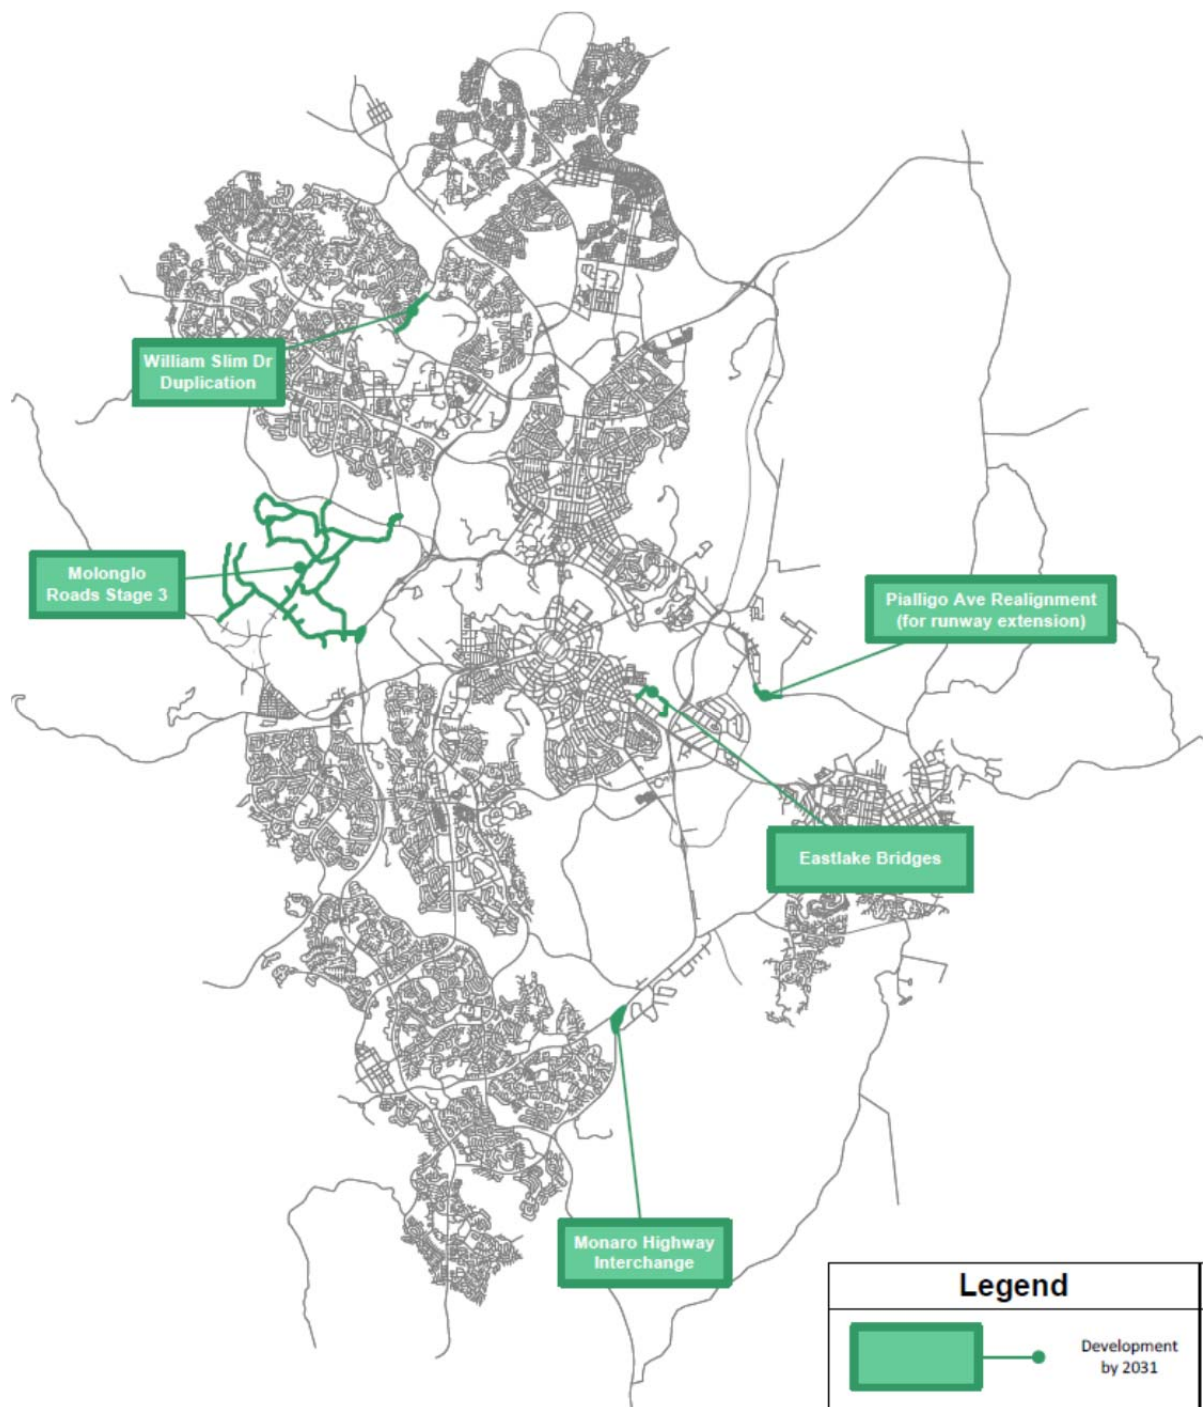 William Slim Dr
Duplication
Molonglo
Roads Stage 3
Pialligo Ave Realignment
(for runway extension)
Eastlake Bridges
Monaro Highway
Interchange
Legend
Development
by 2031